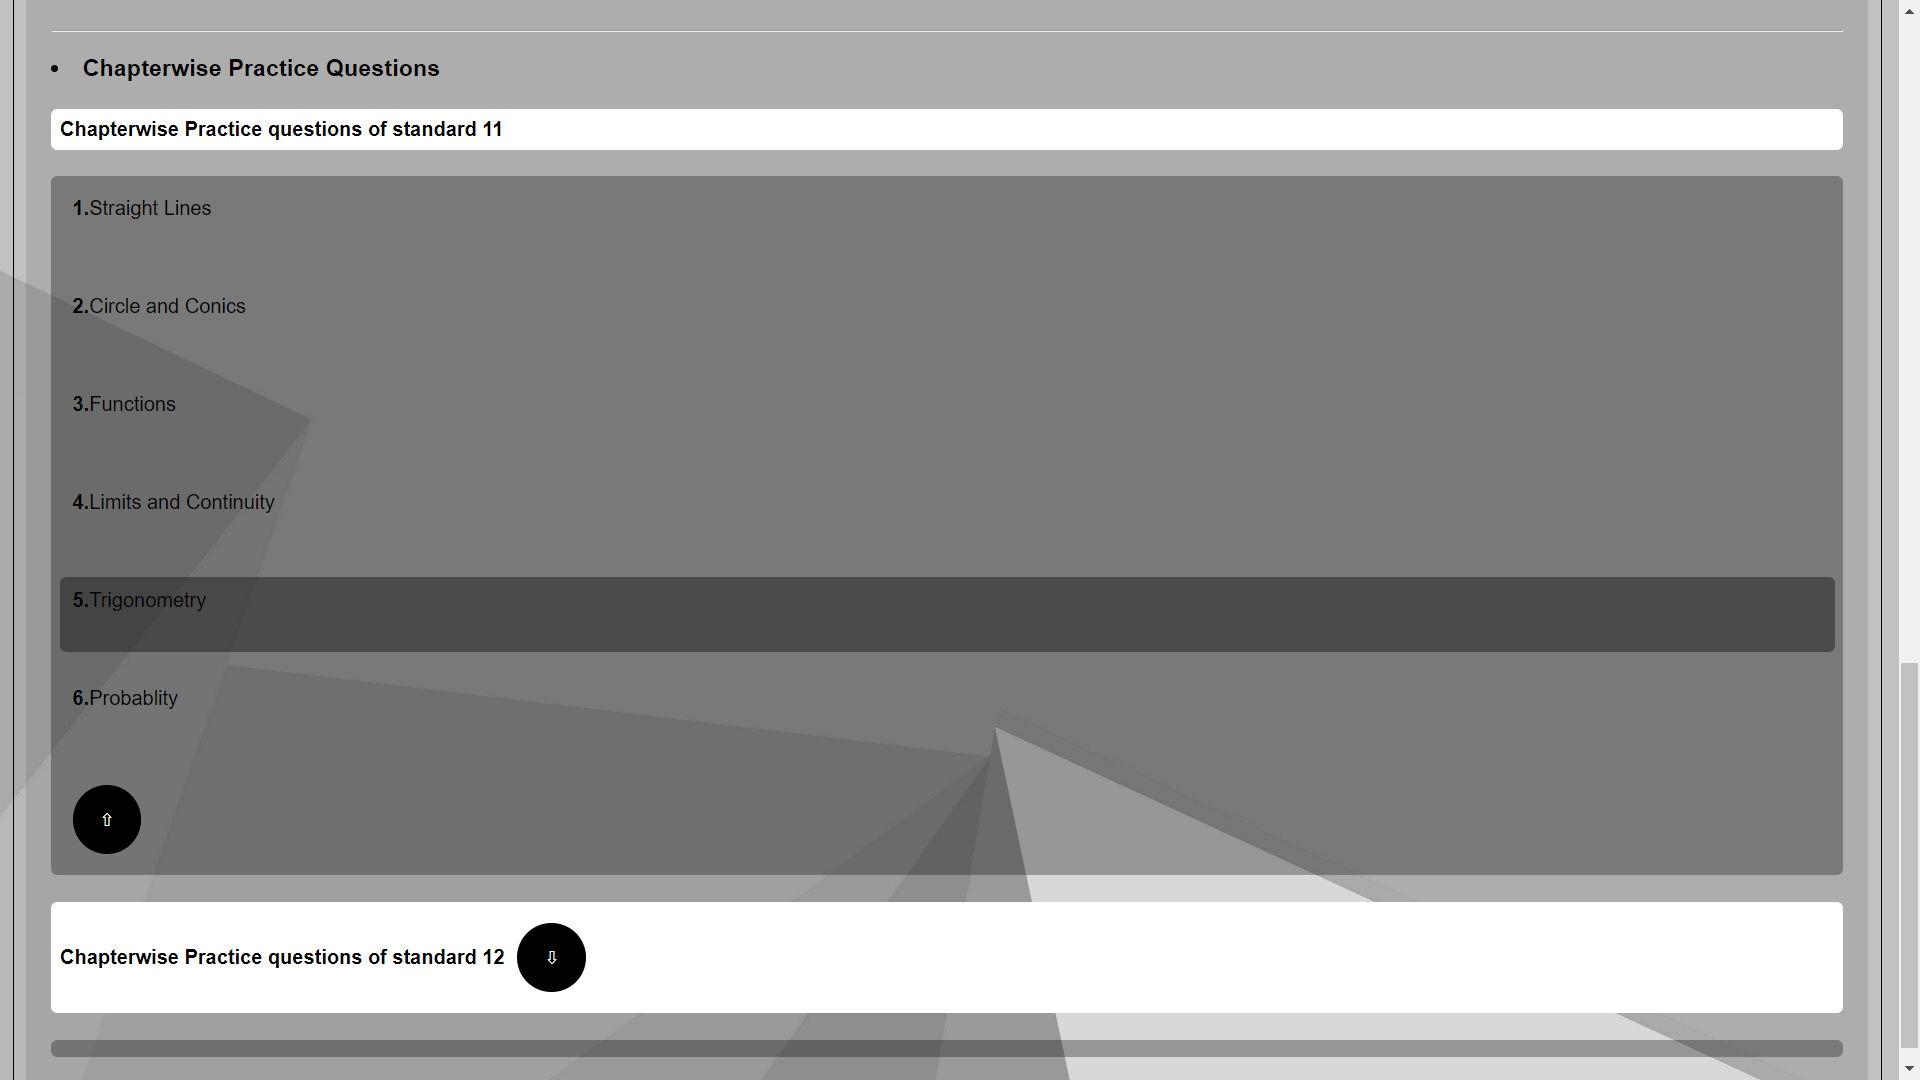 Chapterwise Practice Questions
Chapterwise Practice questions of standard 11
1.Straight Lines
2.Circle and Conics
3.Functions
4.Limits and Continuity
5.Trigonometry
6.Probablity
⇧
Chapterwise Practice questions of standard 12 ⇩